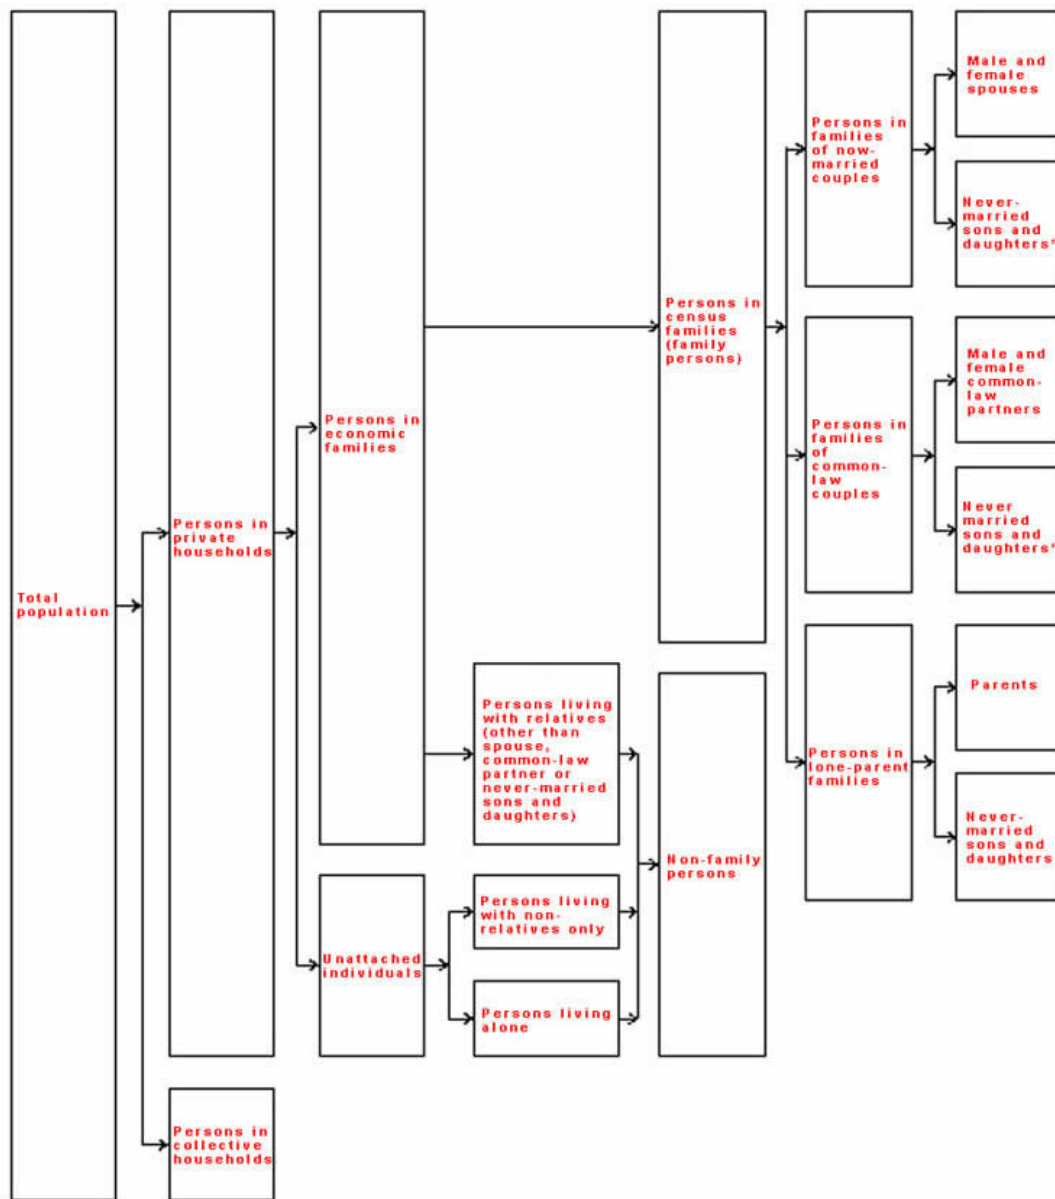 Total
population
Persons in
private
households
Persons in
collective
households
Persons in
economic
families
Unattached
individuals
Persons living
with relatives
(other than
spouse,
common-law
partner or
never-married
sons and
daughters)
Persons living
with non-
relatives only
Persons living
alone
Persons in
census
families
(family
persons)
Non-family
persons
Persons in
families
of now-
married
couples
Persons in
families
of
common-
law
couples
Persons in
lone-parent
families
Male and
female
spouses
Never-
married
sons and
daughters*
Male and
female
common-
law
partners
Never
married
sons and
daughters*
Parents
Never-
married
sons and
daughters